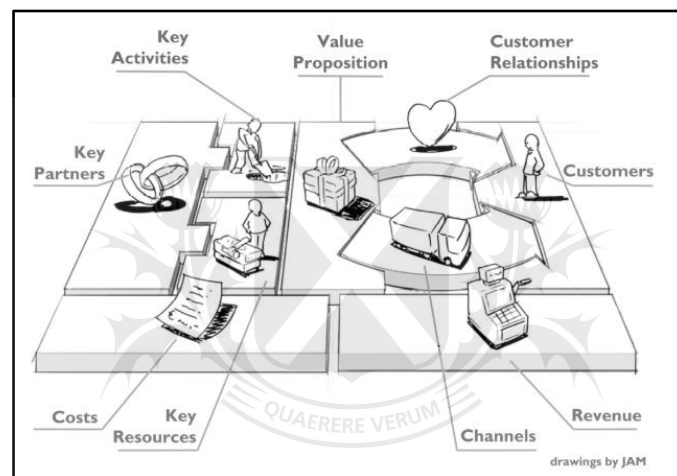 Key
Activities
Value
Proposition
Customer
Relationships
Key
Partners
Customers
Costs
Key
Resources
QUAERERE VERUM
Channels
Revenue
drawings by JAM